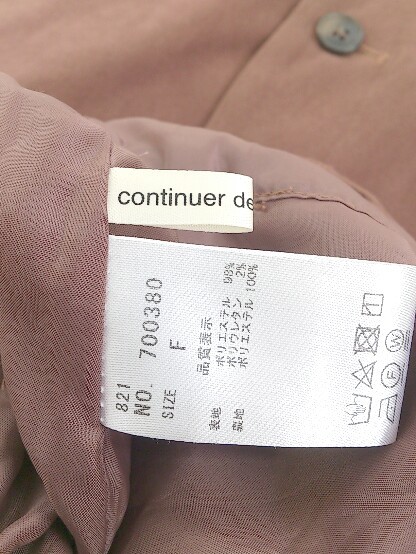 continuer de
821
NO. 700380
SIZE F
品質表示
表地 ポリエステル 98%
ポリウレタン 2%
裏地 ポリエステル 100%
W
F